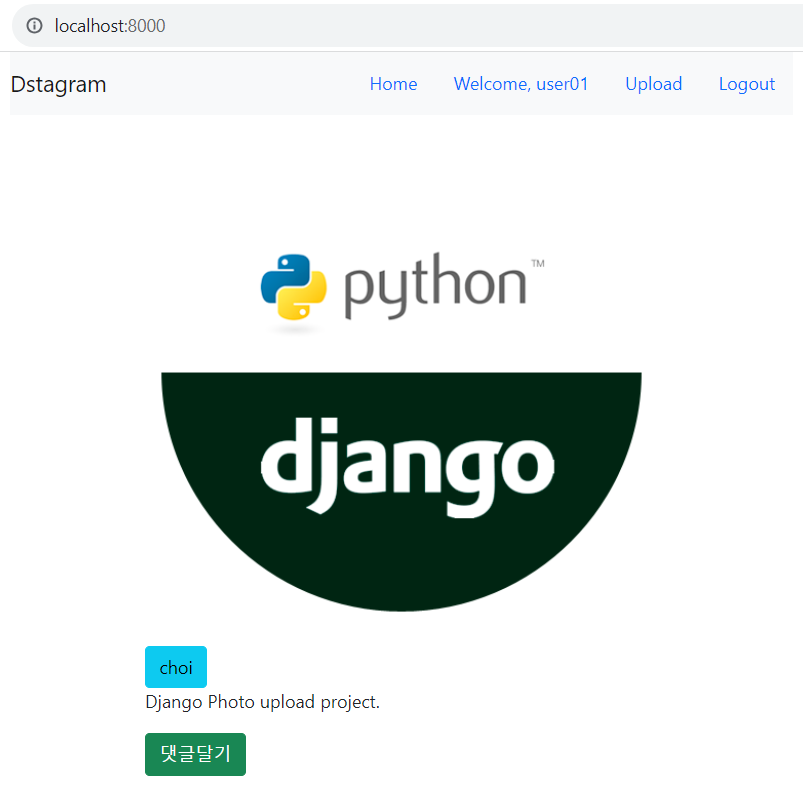 localhost:8000
Dstagram Home Welcome, user01 Upload Logout
python™
django
choi
Django Photo upload project.
댓글달기